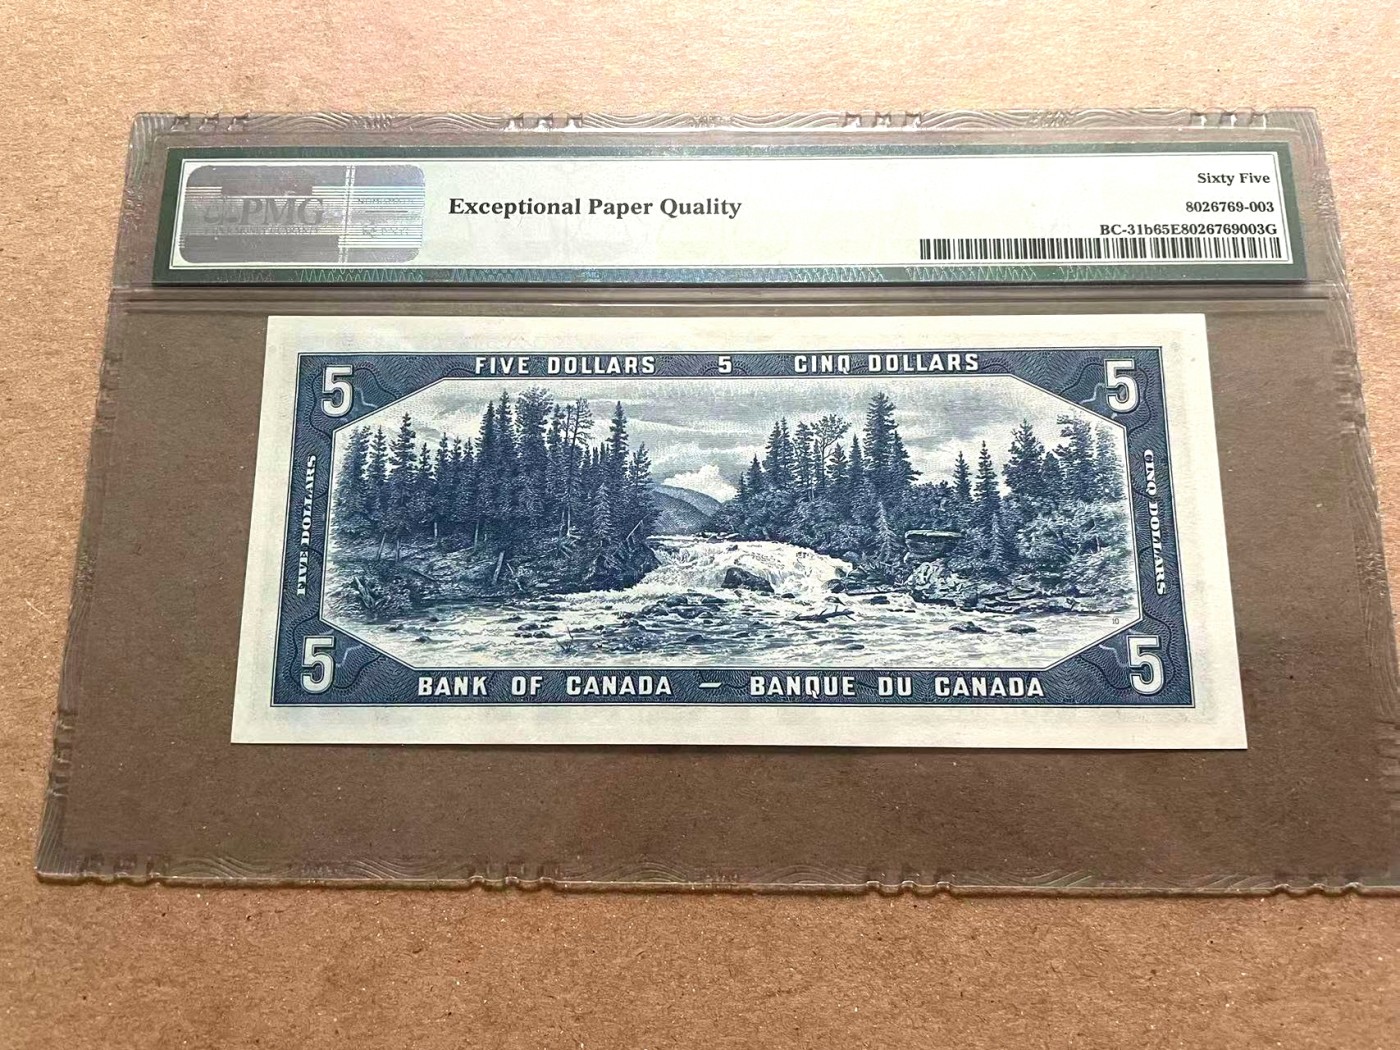 PMG
Exceptional Paper Quality
Sixty Five
8026769-003
BC-31b65E8026769003G
FIVE DOLLARS 5 CINQ DOLLARS
5 5
FIVE DOLLARS
CINQ DOLLARS
10
5 5
BANK OF CANADA – BANQUE DU CANADA